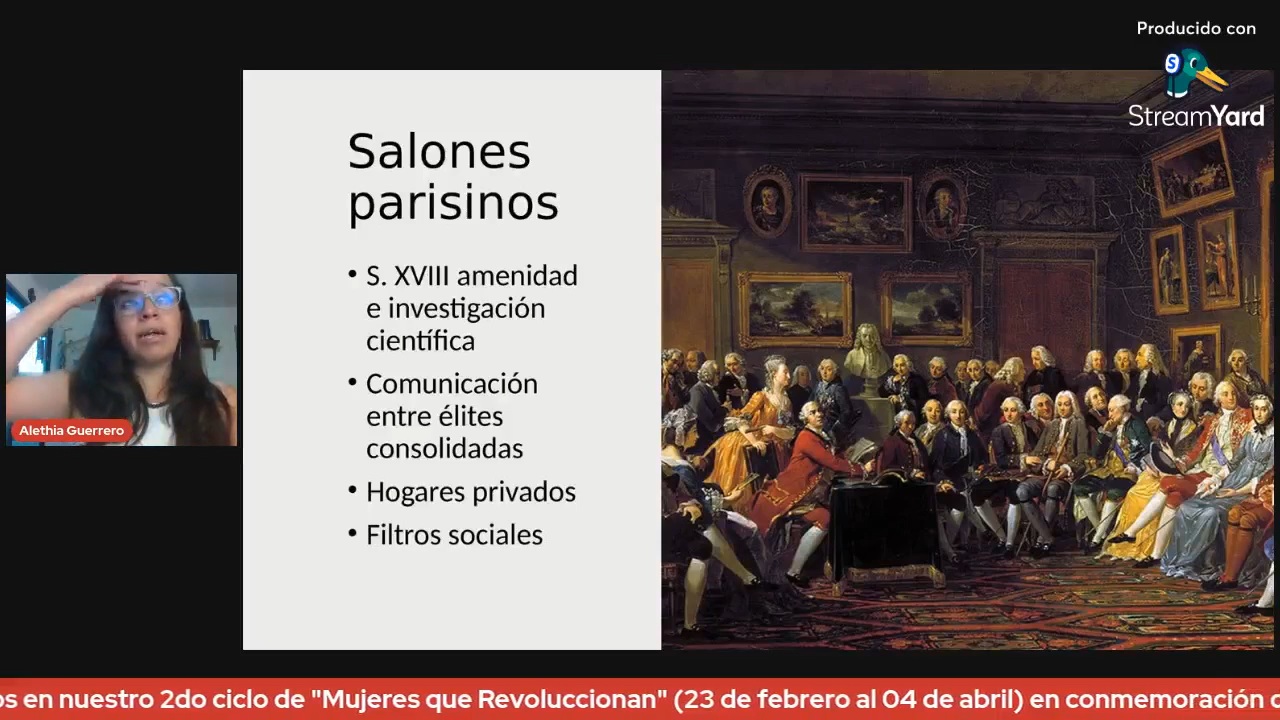 Producido con
StreamYard
Salones
parisinos
• S. XVIII amenidad
e investigación
científica
• Comunicación
entre élites
consolidadas
• Hogares privados
• Filtros sociales
Alethia Guerrero
os en nuestro 2do ciclo de "Mujeres que Revoluccionan" (23 de febrero al 04 de abril) en conmemoración